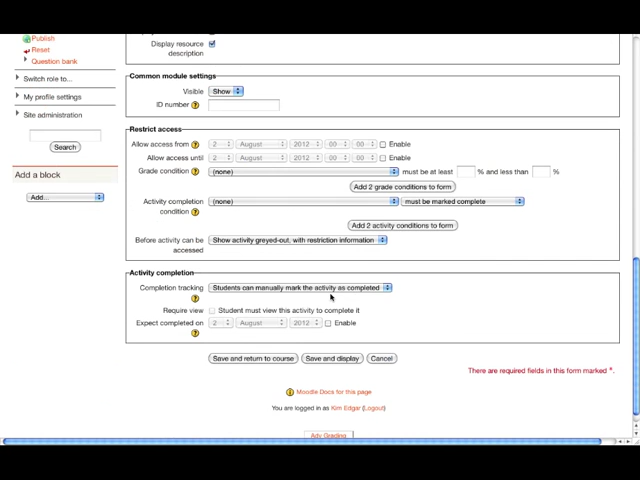 Publish
Reset
Question bank
Switch role to...
My profile settings
Site administration
Search
Add a block
Add...
Display resource
description
Common module settings
Visible Show
ID number
Restrict access
Allow access from 2 August 2012 00 00 Enable
Allow access until 2 August 2012 00 00 Enable
Grade condition (none) must be at least % and less than %
Add 2 grade conditions to form
Activity completion (none) must be marked complete
condition
Add 2 activity conditions to form
Before activity can be Show activity greyed-out, with restriction information
accessed
Activity completion
Completion tracking Students can manually mark the activity as completed
Require view Student must view this activity to complete it
Expect completed on 2 August 2012 Enable
Save and return to course Save and display Cancel
There are required fields in this form marked *.
Moodle Docs for this page
You are logged in as Kim Edgar (Logout)
Adv Grading